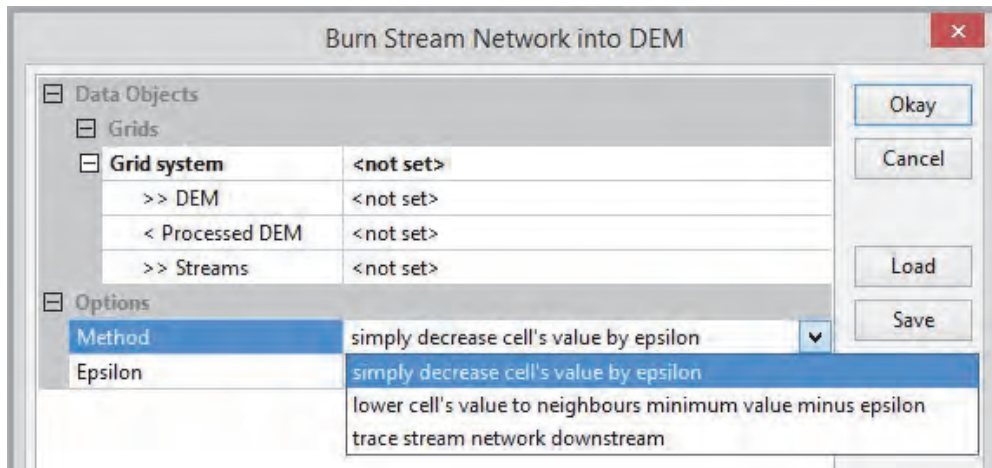 Burn Stream Network into DEM
Data Objects
Grids
Grid system <not set>
>> DEM <not set>
< Processed DEM <not set>
>> Streams <not set>
Options
Method simply decrease cell's value by epsilon
Epsilon simply decrease cell's value by epsilon
lower cell's value to neighbours minimum value minus epsilon
trace stream network downstream
Okay
Cancel
Load
Save